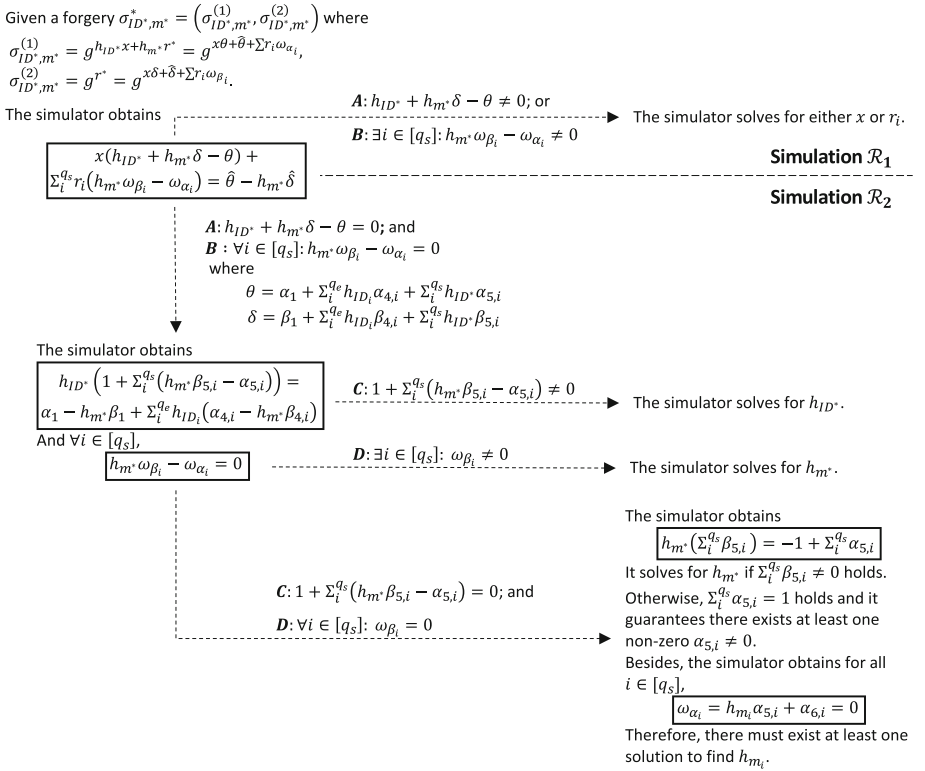 Given a forgery σ*_{ID*,m*} = (σ^{(1)}_{ID*,m*}, σ^{(2)}_{ID*,m*}) where
σ^{(1)}_{ID*,m*} = g^{h_{ID*}x+h_{m*}r*} = g^{xθ+θ̂+∑r_iω_{α_i}},
σ^{(2)}_{ID*,m*} = g^{r*} = g^{xδ+δ̂+∑r_iω_{β_i}}.
The simulator obtains
x(h_{ID*} + h_{m*}δ − θ) +
Σ_i^{q_s} r_i(h_{m*}ω_{β_i} − ω_{α_i}) = θ̂ − h_{m*}δ̂
A: h_{ID*} + h_{m*}δ − θ ≠ 0; or
B: ∃i ∈ [q_s]: h_{m*}ω_{β_i} − ω_{α_i} ≠ 0
The simulator solves for either x or r_i.
Simulation ℛ₁
Simulation ℛ₂
A: h_{ID*} + h_{m*}δ − θ = 0; and
B : ∀i ∈ [q_s]: h_{m*}ω_{β_i} − ω_{α_i} = 0
where
θ = α₁ + Σ_i^{q_e} h_{ID_i}α_{4,i} + Σ_i^{q_s} h_{ID*}α_{5,i}
δ = β₁ + Σ_i^{q_e} h_{ID_i}β_{4,i} + Σ_i^{q_s} h_{ID*}β_{5,i}
The simulator obtains
h_{ID*}(1 + Σ_i^{q_s}(h_{m*}β_{5,i} − α_{5,i})) =
α₁ − h_{m*}β₁ + Σ_i^{q_e} h_{ID_i}(α_{4,i} − h_{m*}β_{4,i})
C: 1 + Σ_i^{q_s}(h_{m*}β_{5,i} − α_{5,i}) ≠ 0
The simulator solves for h_{ID*}.
And ∀i ∈ [q_s],
h_{m*}ω_{β_i} − ω_{α_i} = 0
D: ∃i ∈ [q_s]: ω_{β_i} ≠ 0
The simulator solves for h_{m*}.
C: 1 + Σ_i^{q_s}(h_{m*}β_{5,i} − α_{5,i}) = 0; and
D: ∀i ∈ [q_s]: ω_{β_i} = 0
The simulator obtains
h_{m*}(Σ_i^{q_s}β_{5,i}) = −1 + Σ_i^{q_s}α_{5,i}
It solves for h_{m*} if Σ_i^{q_s}β_{5,i} ≠ 0 holds.
Otherwise, Σ_i^{q_s}α_{5,i} = 1 holds and it
guarantees there exists at least one
non-zero α_{5,i} ≠ 0.
Besides, the simulator obtains for all
i ∈ [q_s],
ω_{α_i} = h_{m_i}α_{5,i} + α_{6,i} = 0
Therefore, there must exist at least one
solution to find h_{m_i}.